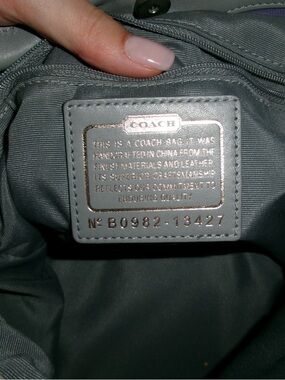 COACH
THIS IS A COACH BAG. IT WAS
HANDCRAFTED IN CHINA FROM THE
FINEST MATERIALS AND LEATHER.
ITS SUPERIOR CRAFTSMANSHIP
REFLECTS OUR COMMITMENT TO
ENDURING QUALITY.
Nº B0982-13427